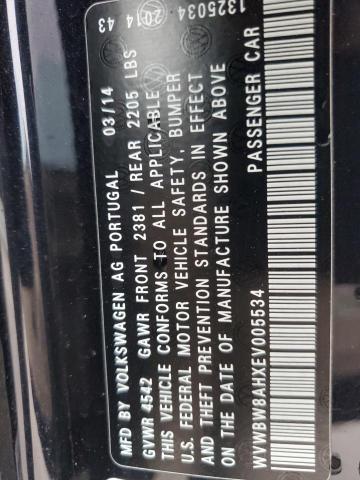 1325034
2014 43
MFD BY VOLKSWAGEN AG PORTUGAL 03/14
GVWR 4542 GAWR FRONT 2381 / REAR 2205 LBS
THIS VEHICLE CONFORMS TO ALL APPLICABLE
U.S. FEDERAL MOTOR VEHICLE SAFETY, BUMPER
AND THEFT PREVENTION STANDARDS IN EFFECT
ON THE DATE OF MANUFACTURE SHOWN ABOVE
WVWBW8AHXEV005534 PASSENGER CAR